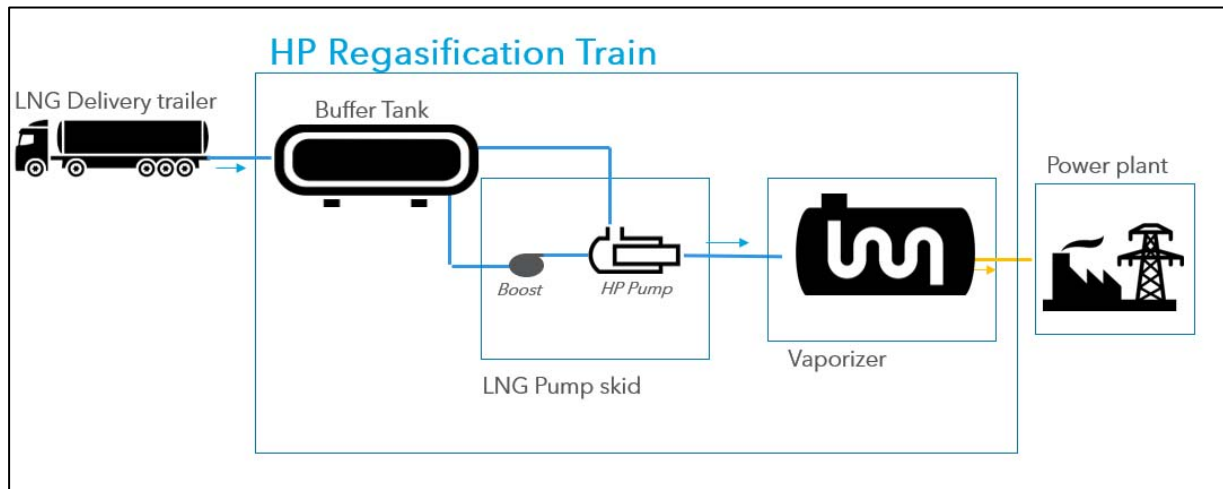 HP Regasification Train
LNG Delivery trailer
Buffer Tank
Power plant
Boost
HP Pump
Vaporizer
LNG Pump skid